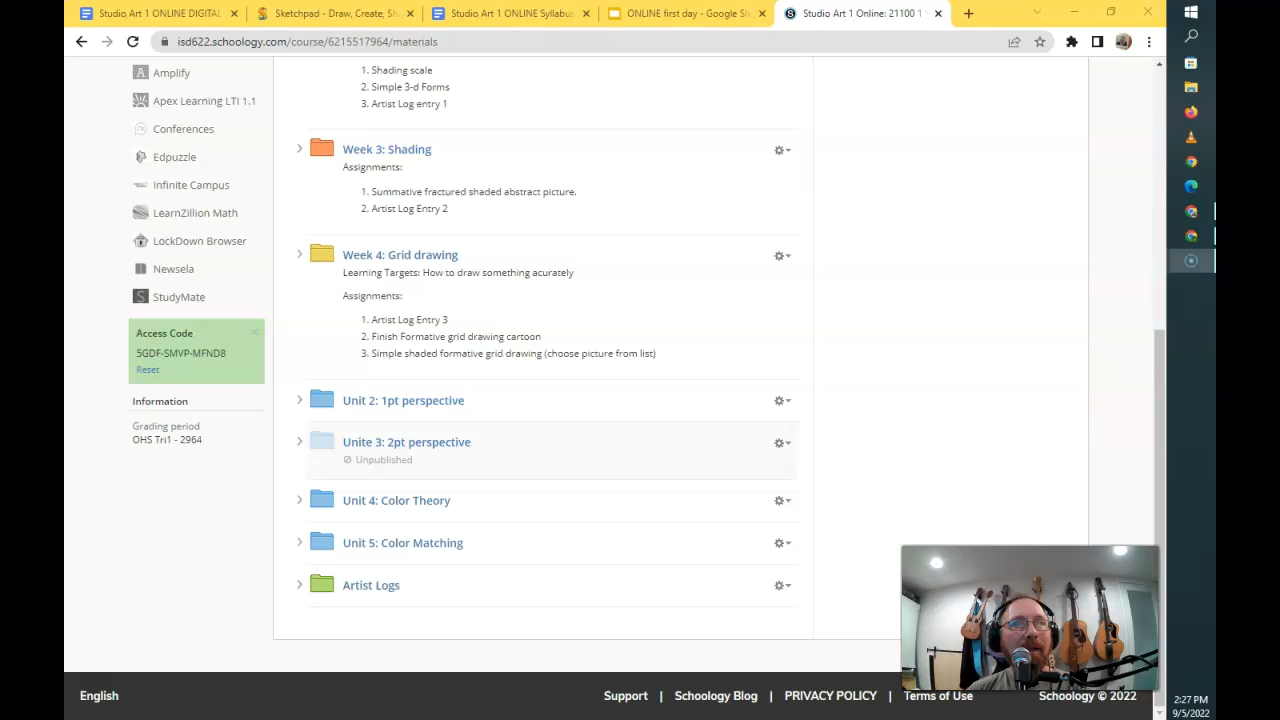 Studio Art 1 ONLINE DIGITAL
Sketchpad - Draw, Create, Sh
Studio Art 1 ONLINE Syllabus
ONLINE first day - Google Sl
Studio Art 1 Online: 21100 1
isd622.schoology.com/course/6215517964/materials
Amplify
Apex Learning LTI 1.1
Conferences
Edpuzzle
Infinite Campus
LearnZillion Math
LockDown Browser
Newsela
StudyMate
Access Code
5GDF-SMVP-MFND8
Reset
Information
Grading period
OHS Tri1 - 2964
1. Shading scale
2. Simple 3-d Forms
3. Artist Log entry 1
Week 3: Shading
Assignments:
1. Summative fractured shaded abstract picture.
2. Artist Log Entry 2
Week 4: Grid drawing
Learning Targets: How to draw something acurately
Assignments:
1. Artist Log Entry 3
2. Finish Formative grid drawing cartoon
3. Simple shaded formative grid drawing (choose picture from list)
Unit 2: 1pt perspective
Unite 3: 2pt perspective
Unpublished
Unit 4: Color Theory
Unit 5: Color Matching
Artist Logs
English
Support | Schoology Blog | PRIVACY POLICY | Terms of Use
Schoology © 2022
2:27 PM
9/5/2022